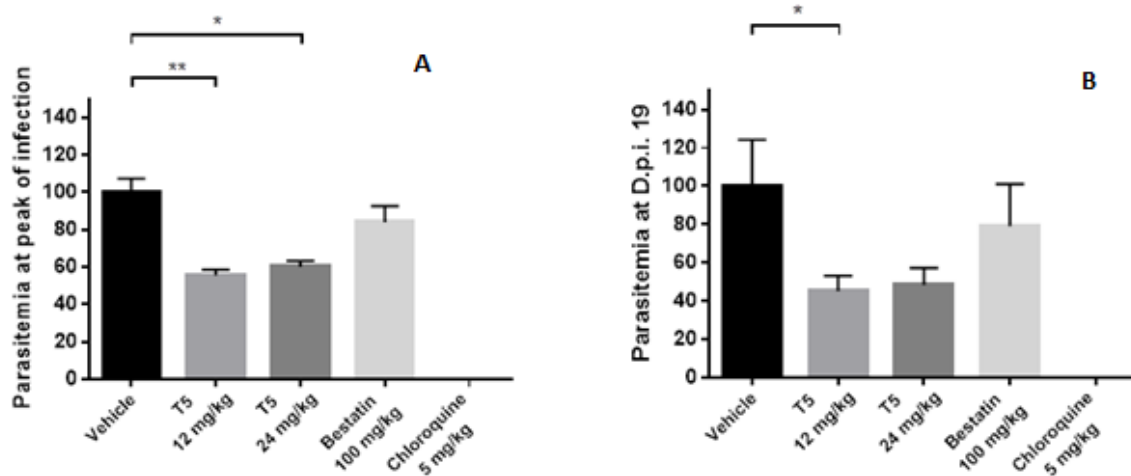 *
**
A
Parasitemia at peak of infection
140
120
100
80
60
40
20
0
Vehicle
T5
12 mg/kg
T5
24 mg/kg
Bestatin
100 mg/kg
Chloroquine
5 mg/kg
*
B
Parasitemia at D.p.i. 19
140
120
100
80
60
40
20
0
Vehicle
T5
12 mg/kg
T5
24 mg/kg
Bestatin
100 mg/kg
Chloroquine
5 mg/kg